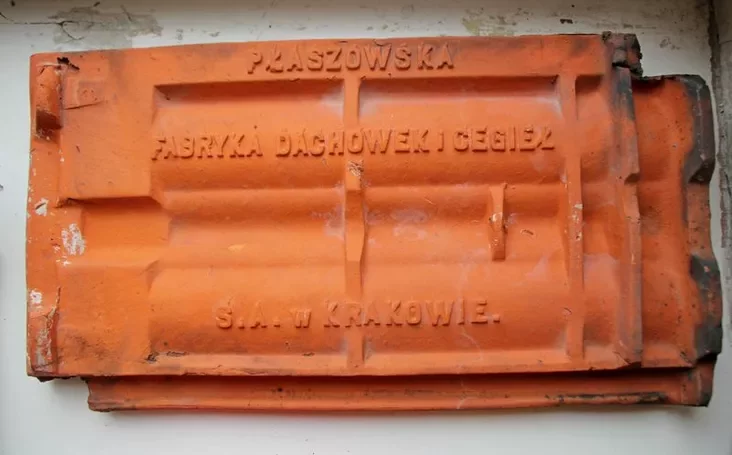 PŁASZOWSKA
FABRYKA DACHÓWEK i CEGIEŁ
S.A. w KRAKOWIE.